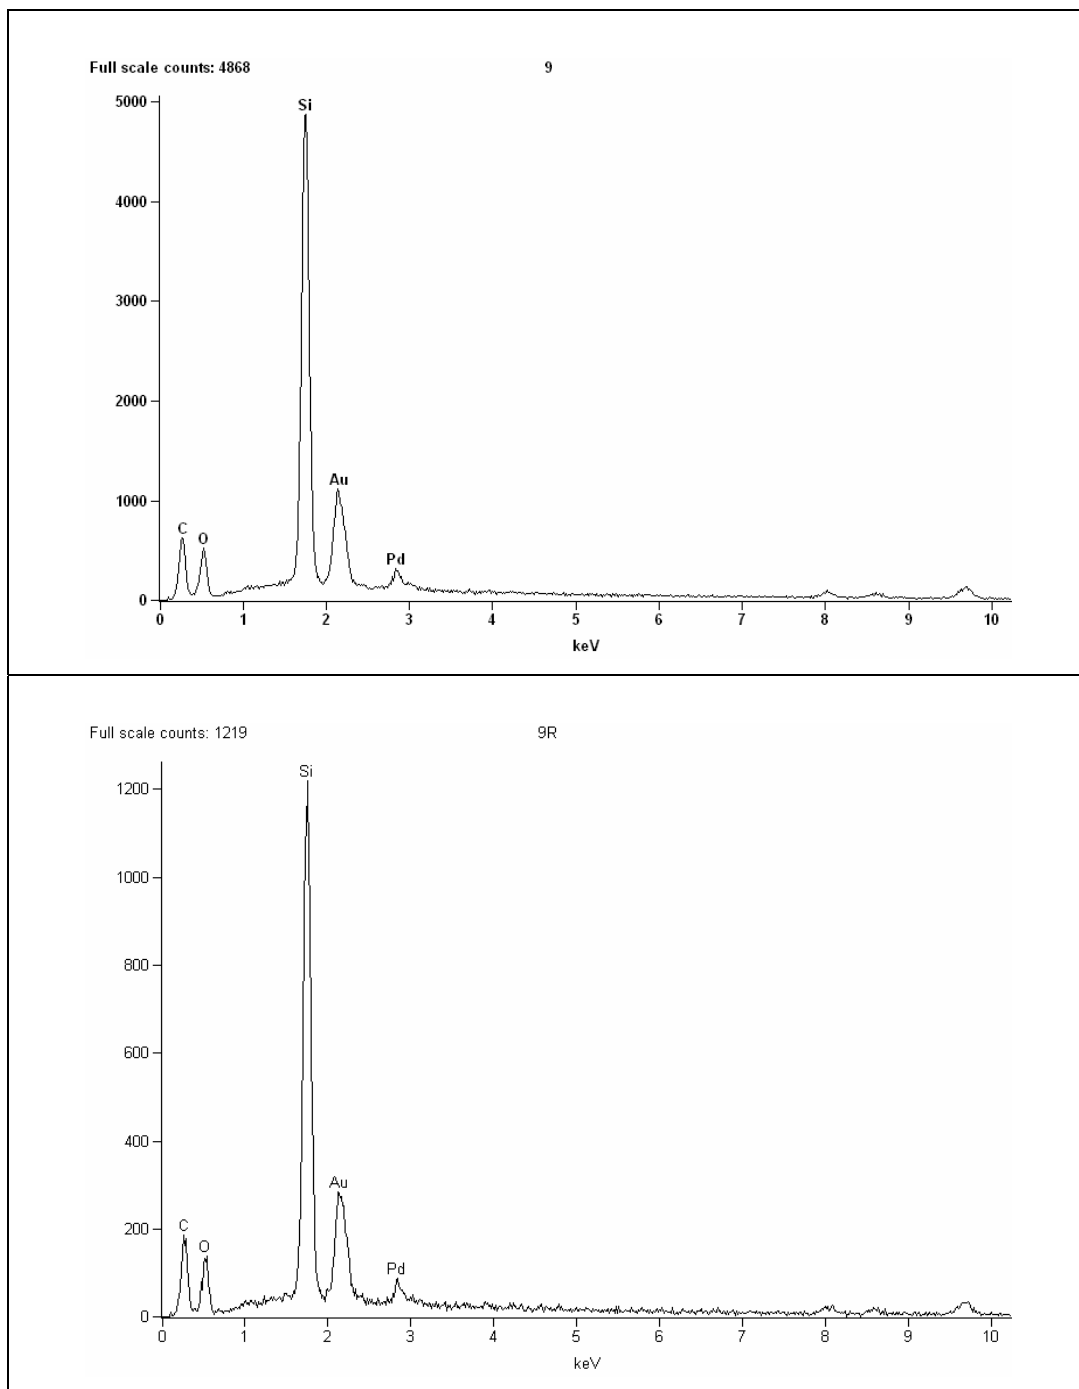 Full scale counts: 4868 9
5000
Si
4000
3000
2000
1000
Au
C
O
Pd
0
0 1 2 3 4 5 6 7 8 9 10
keV
Full scale counts: 1219 9R
Si
1200
1000
800
600
400
200
Au
C
O
Pd
0
0 1 2 3 4 5 6 7 8 9 10
keV